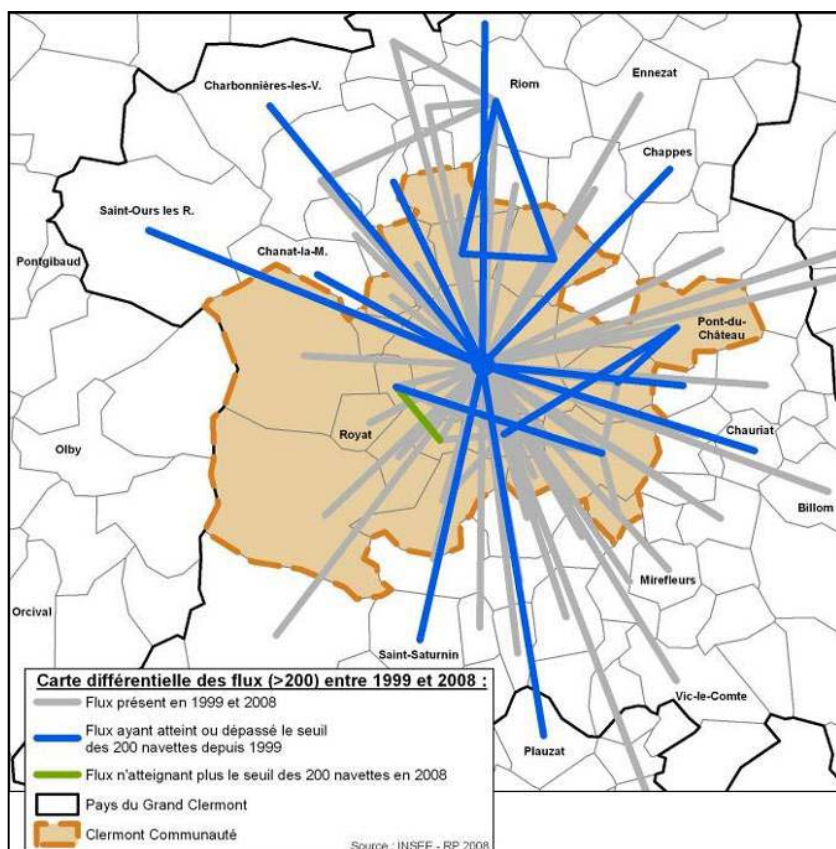 Charbonnières-les-V.
Riom
Ennezat
Chappes
Saint-Ours les R.
Chanat-la-M.
Pontgibaud
Pont-du-
Château
Royat
Chauriat
Olby
Billom
Mirefleurs
Orcival
Saint-Saturnin
Vic-le-Comte
Plauzat
Carte différentielle des flux (>200) entre 1999 et 2008 :
Flux présent en 1999 et 2008
Flux ayant atteint ou dépassé le seuil
des 200 navettes depuis 1999
Flux n'atteignant plus le seuil des 200 navettes en 2008
Pays du Grand Clermont
Clermont Communauté
Source : INSEE - RP 2008